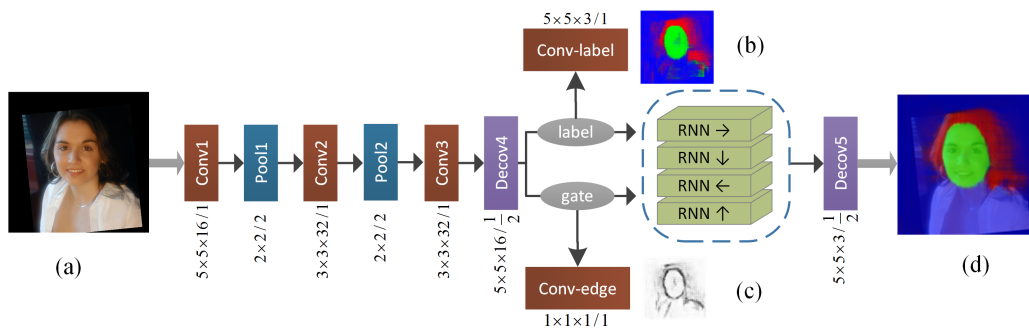 5×5×3/1
Conv-label
(b)
label
RNN →
RNN ↓
RNN ←
RNN ↑
Conv1
Pool1
Conv2
Pool2
Conv3
Decov4
Decov5
gate
5×5×16/1
2×2/2
3×3×32/1
2×2/2
3×3×32/1
5×5×16/1/2
5×5×3/1/2
(a)
Conv-edge
(c)
(d)
1×1×1/1